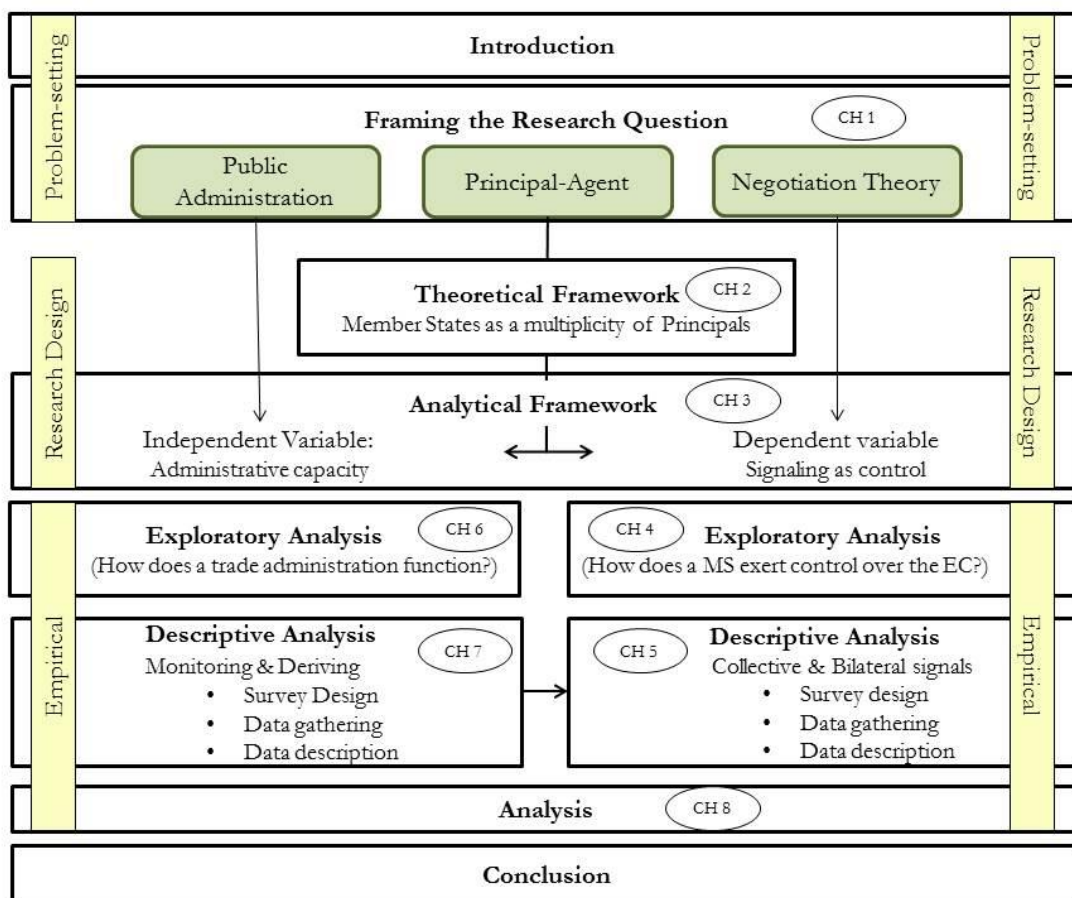 Introduction
Problem-setting
Problem-setting
Framing the Research Question
CH 1
Public
Administration
Principal-Agent
Negotiation Theory
Research Design
Research Design
Theoretical Framework
CH 2
Member States as a multiplicity of Principals
Analytical Framework
CH 3
Independent Variable:
Administrative capacity
Dependent variable
Signaling as control
Empirical
Empirical
Exploratory Analysis
CH 6
(How does a trade administration function?)
CH 4
Exploratory Analysis
(How does a MS exert control over the EC?)
Descriptive Analysis
CH 7
Monitoring & Deriving
• Survey Design
• Data gathering
• Data description
CH 5
Descriptive Analysis
Collective & Bilateral signals
• Survey design
• Data gathering
• Data description
Analysis
CH 8
Conclusion